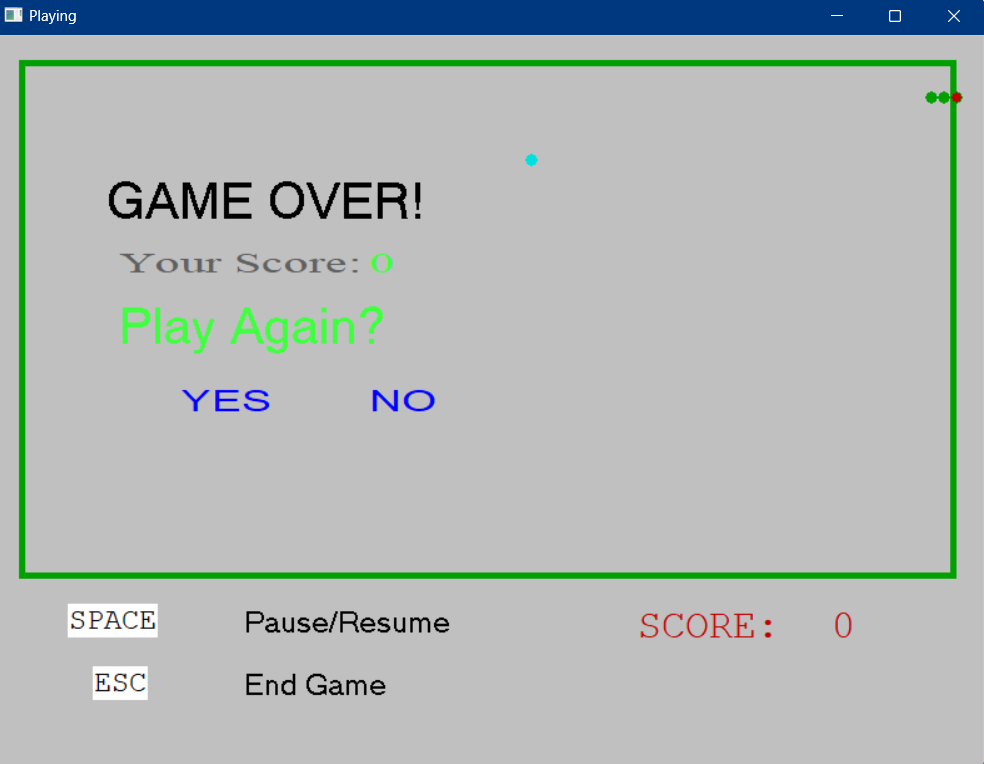 Playing
GAME OVER!
Your Score: 0
Play Again?
YES NO
SPACE Pause/Resume SCORE: 0
ESC End Game